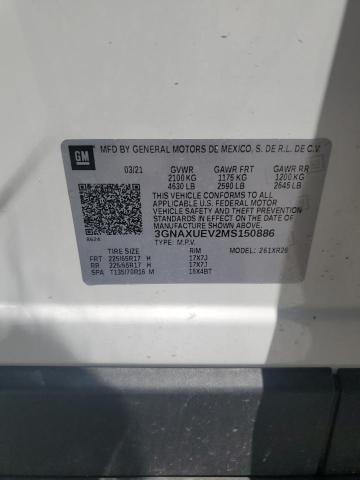 GM
MFD BY GENERAL MOTORS DE MEXICO, S. DE R.L. DE C.V.
03/21 GVWR GAWR FRT GAWR RR
2100 KG 1175 KG 1200 KG
4630 LB 2590 LB 2645 LB
THIS VEHICLE CONFORMS TO ALL APPLICABLE
U.S. FEDERAL MOTOR VEHICLE SAFETY, BUMPER, AND
THEFT PREVENTION STANDARDS IN EFFECT ON THE
DATE OF MANUFACTURE SHOWN ABOVE.
8624 3GNAXUEV2MS150886
TYPE: M.P.V.
TIRE SIZE RIM MODEL: 261XR26
FRT 225/65R17 H 17X7J
RR 225/65R17 H 17X7J
SPA T135/70R16 M 16X4BT